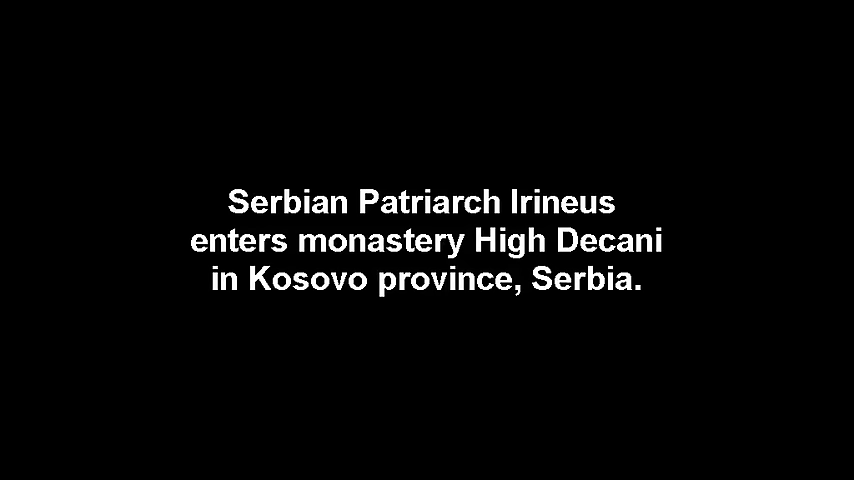 Serbian Patriarch Irineus
enters monastery High Decani
in Kosovo province, Serbia.